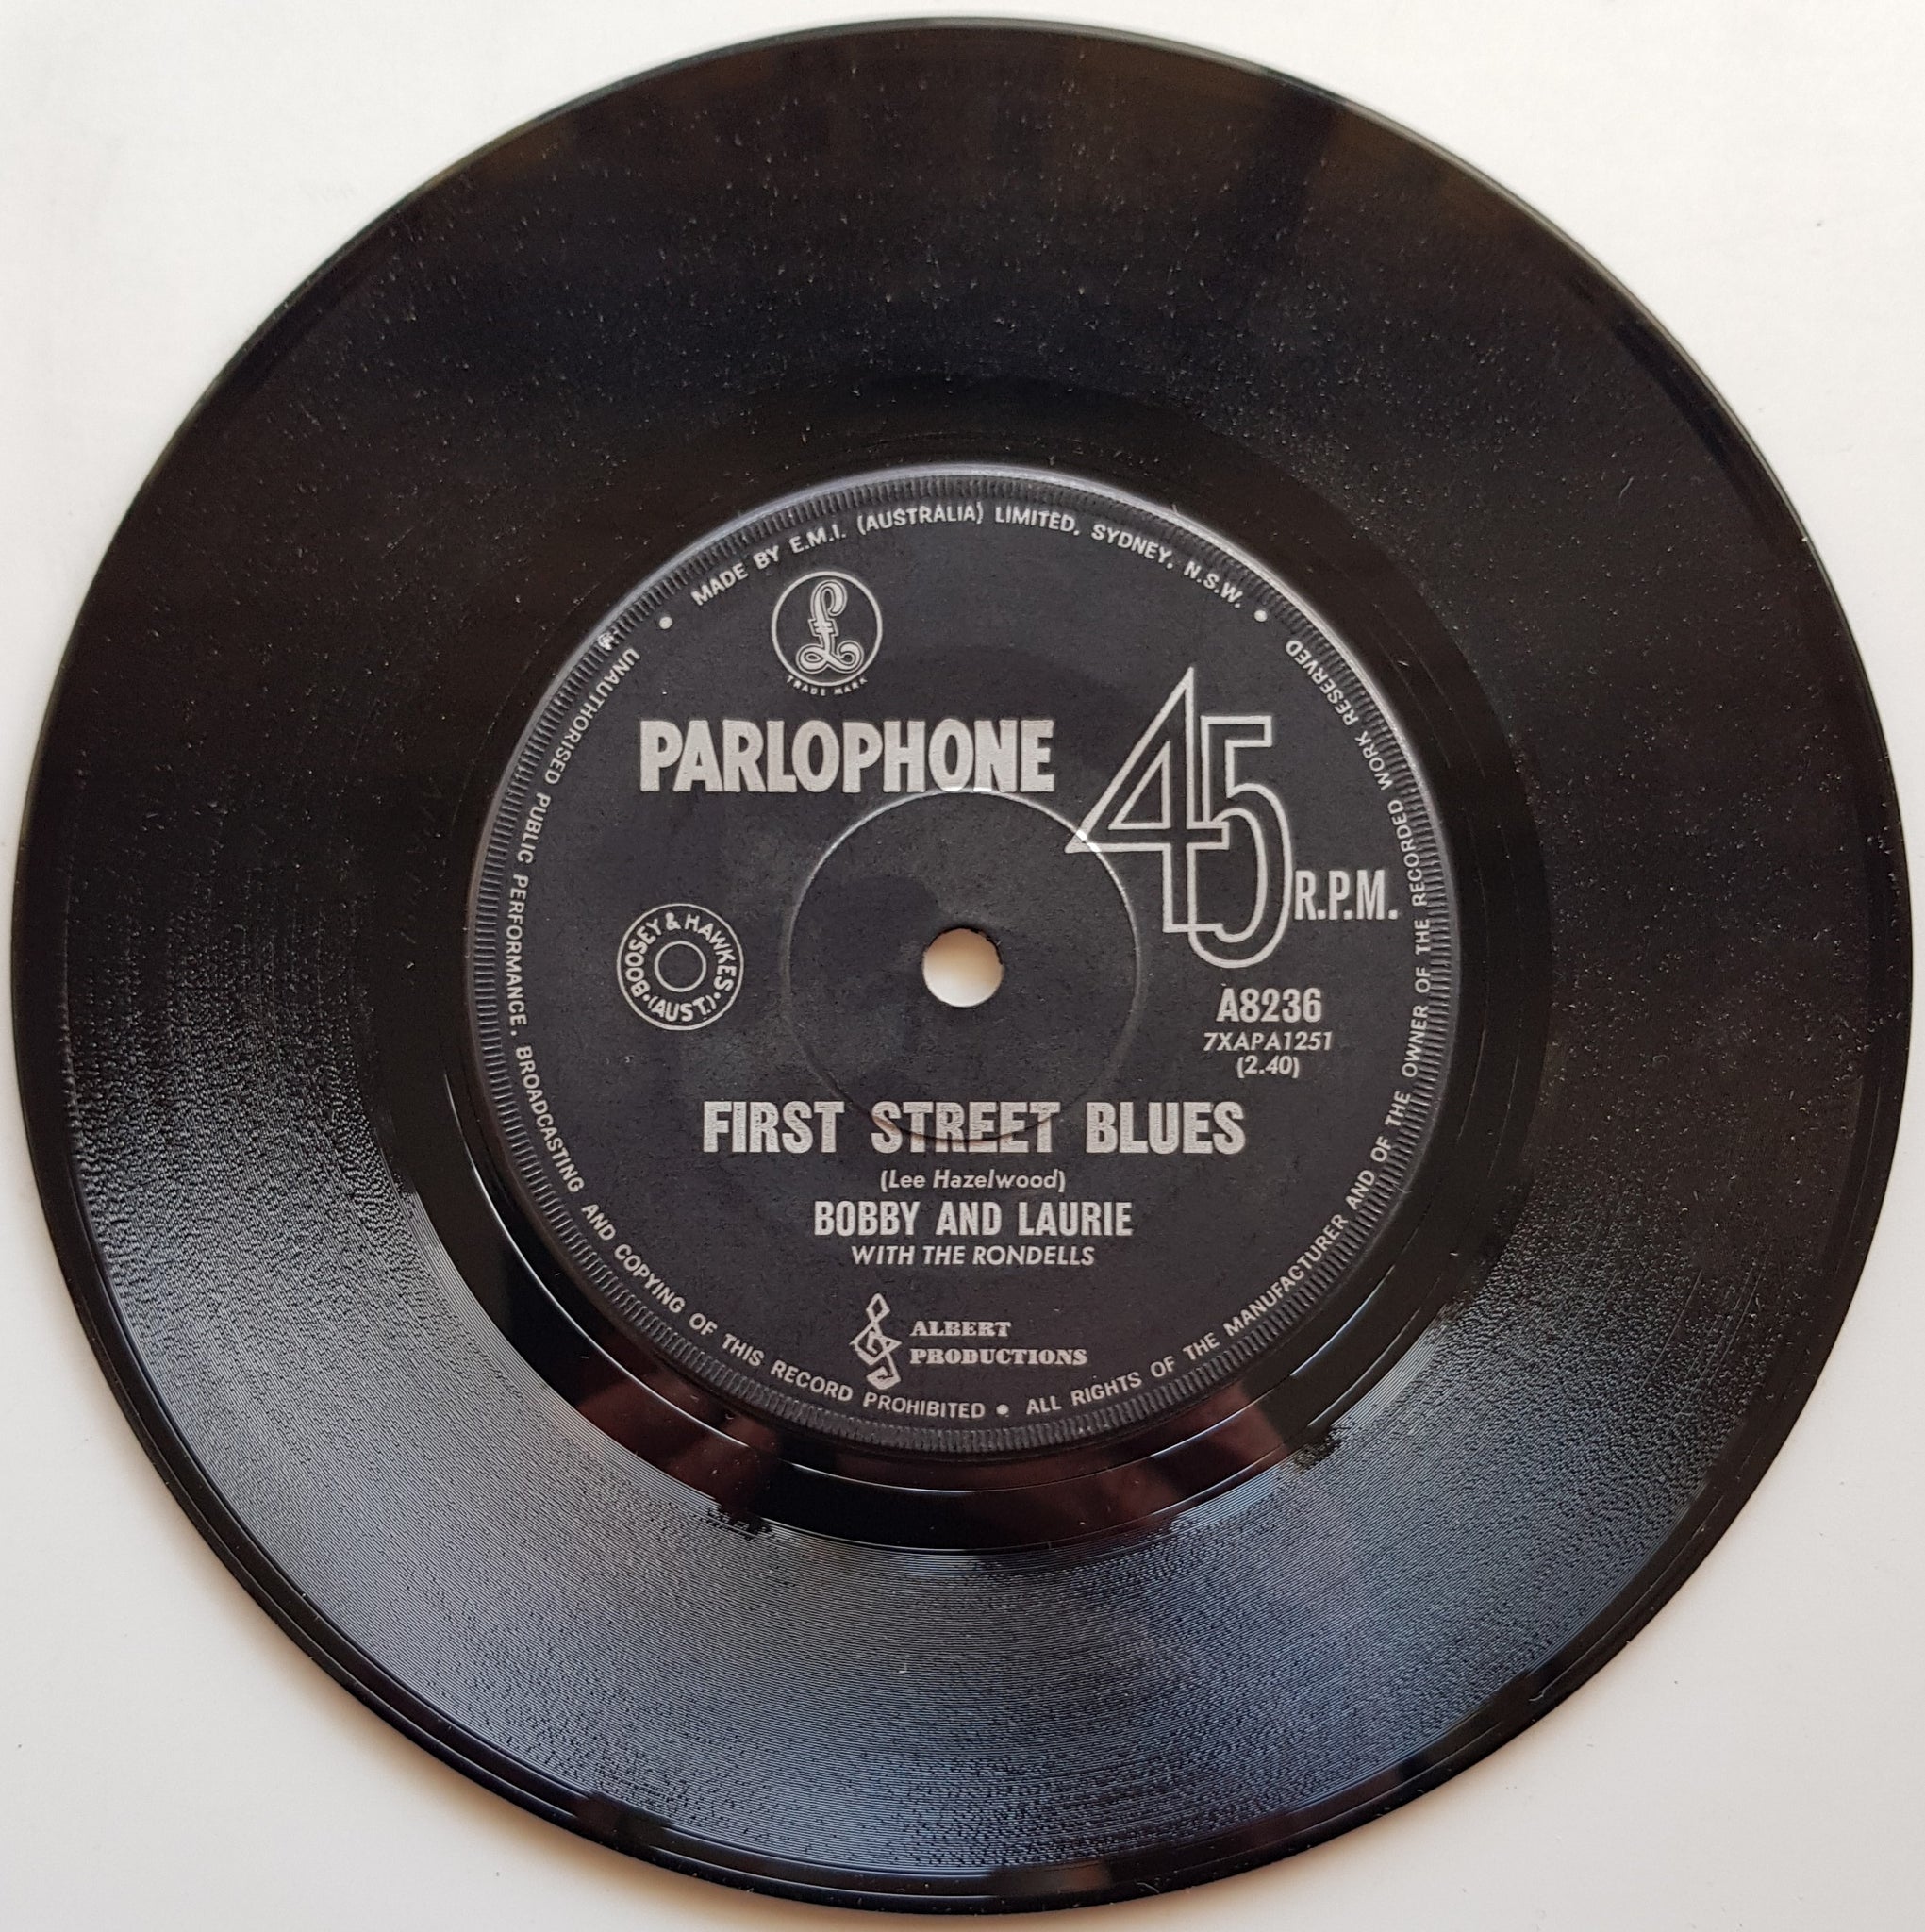 MADE BY E.M.I. (AUSTRALIA) LIMITED. SYDNEY. N.S.W.
£
TRADE MARK
PARLOPHONE
45 R.P.M.
BOOSEY & HAWKES
(AUST.)
A8236
7XAPA1251
(2.40)
FIRST STREET BLUES
(Lee Hazelwood)
BOBBY AND LAURIE
WITH THE RONDELLS
ALBERT
PRODUCTIONS
UNAUTHORISED PUBLIC PERFORMANCE. BROADCASTING AND COPYING OF THIS RECORD PROHIBITED • ALL RIGHTS OF THE MANUFACTURER AND OF THE OWNER OF THE RECORDED WORK RESERVED